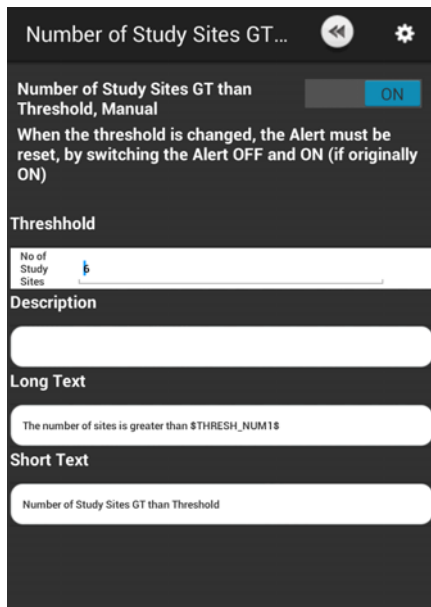 Number of Study Sites GT...
Number of Study Sites GT than
Threshold, Manual
ON
When the threshold is changed, the Alert must be
reset, by switching the Alert OFF and ON (if originally
ON)
Threshhold
No of
Study
Sites
6
Description
Long Text
The number of sites is greater than $THRESH_NUM1$
Short Text
Number of Study Sites GT than Threshold